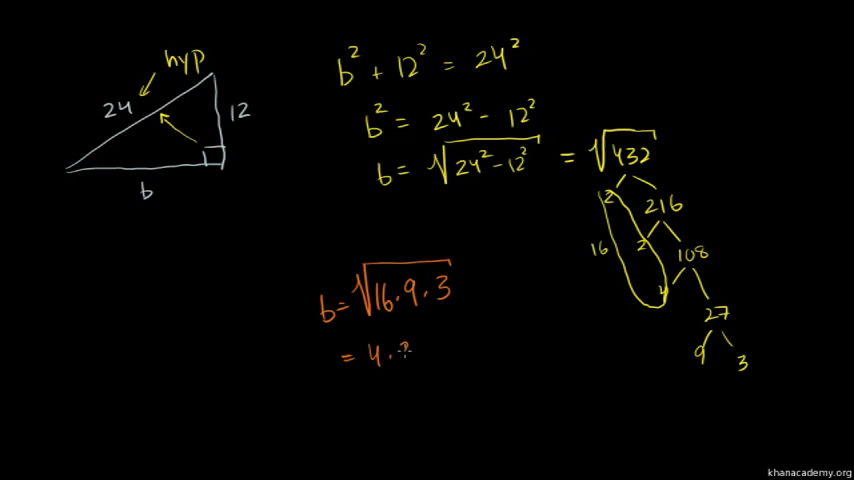 hyp
24
12
b
b² + 12² = 24²
b² = 24² - 12²
b = √24² - 12² = √432
2 216
16 2 108
4 27
9 3
b = √16 · 9 · 3
= 4 ·
khanacademy.org